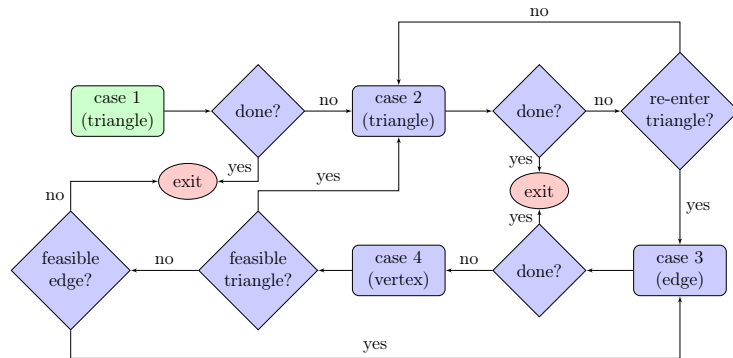 no
case 1
(triangle)
done?
no
case 2
(triangle)
done?
no
re-enter
triangle?
yes
exit
yes
yes
exit
yes
yes
no
feasible
edge?
no
feasible
triangle?
case 4
(vertex)
no
done?
case 3
(edge)
yes